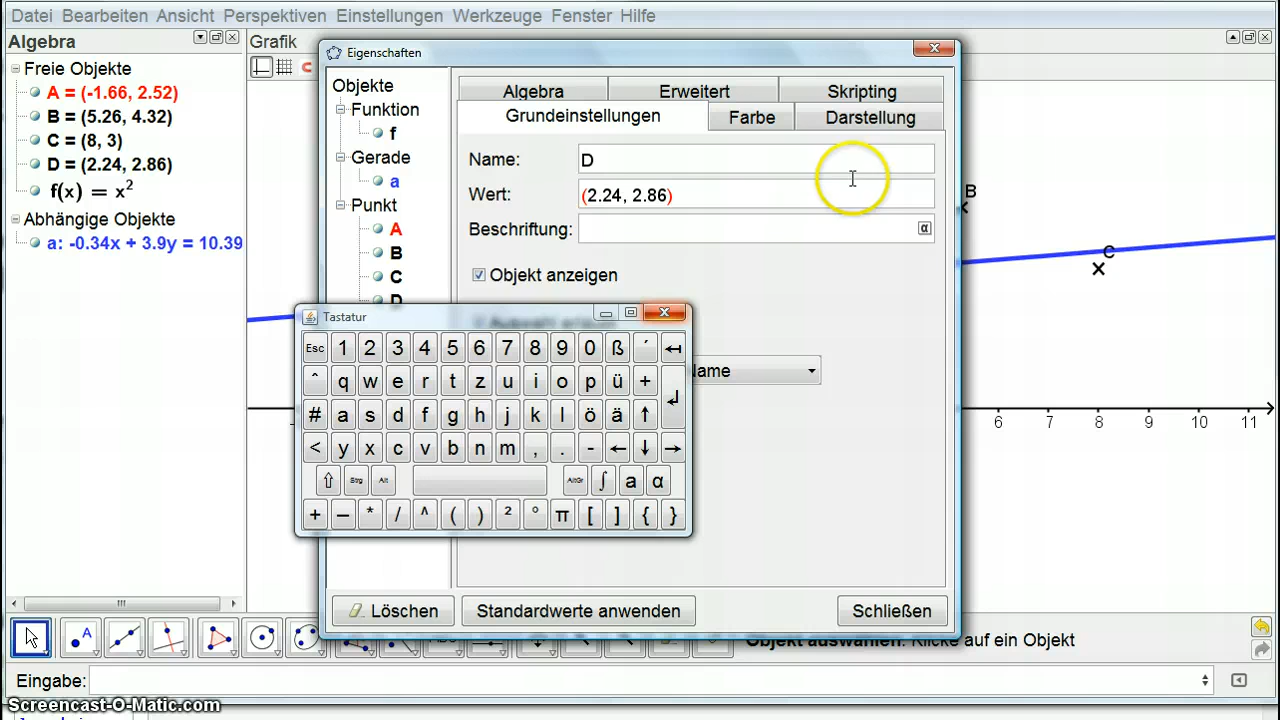 Datei Bearbeiten Ansicht Perspektiven Einstellungen Werkzeuge Fenster Hilfe
Algebra
Grafik
Freie Objekte
A = (-1.66, 2.52)
B = (5.26, 4.32)
C = (8, 3)
D = (2.24, 2.86)
f(x) = x²
Abhängige Objekte
a: -0.34x + 3.9y = 10.39
Eigenschaften
Objekte
Funktion
f
Gerade
a
Punkt
A
B
C
D
Algebra Erweitert Skripting
Grundeinstellungen Farbe Darstellung
Name: D
Wert: (2.24, 2.86)
Beschriftung: α
Objekt anzeigen
Name
Löschen Standardwerte anwenden Schließen
Tastatur
Esc 1 2 3 4 5 6 7 8 9 0 ß ´ ↤
^ q w e r t z u i o p ü +
# a s d f g h j k l ö ä ↑ ↵
< y x c v b n m , . - ← ↓ →
⇧ Strg Alt AltGr ∫ a α
+ − * / ^ ( ) ² ° π [ ] { }
B
C
6 7 8 9 10 11
A
Objekt auswählen: Klicke auf ein Objekt
Eingabe:
Screencast-O-Matic.com